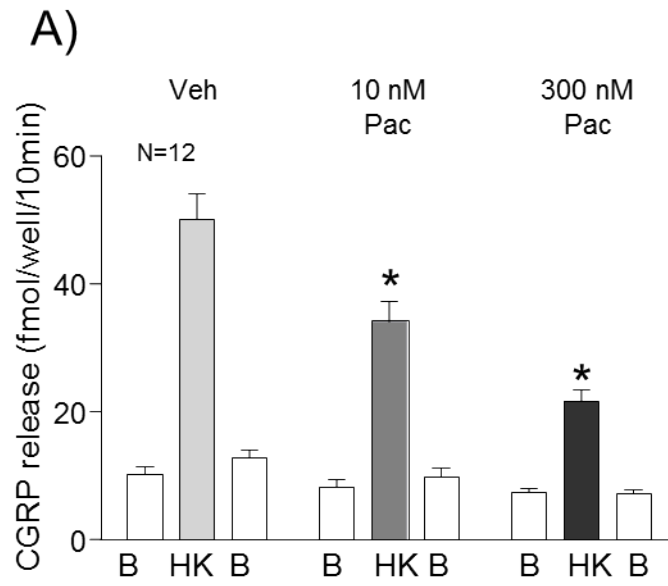 A)
Veh 10 nM 300 nM
Pac Pac
CGRP release (fmol/well/10min)
60
N=12
40
*
*
20
0
B HK B B HK B B HK B